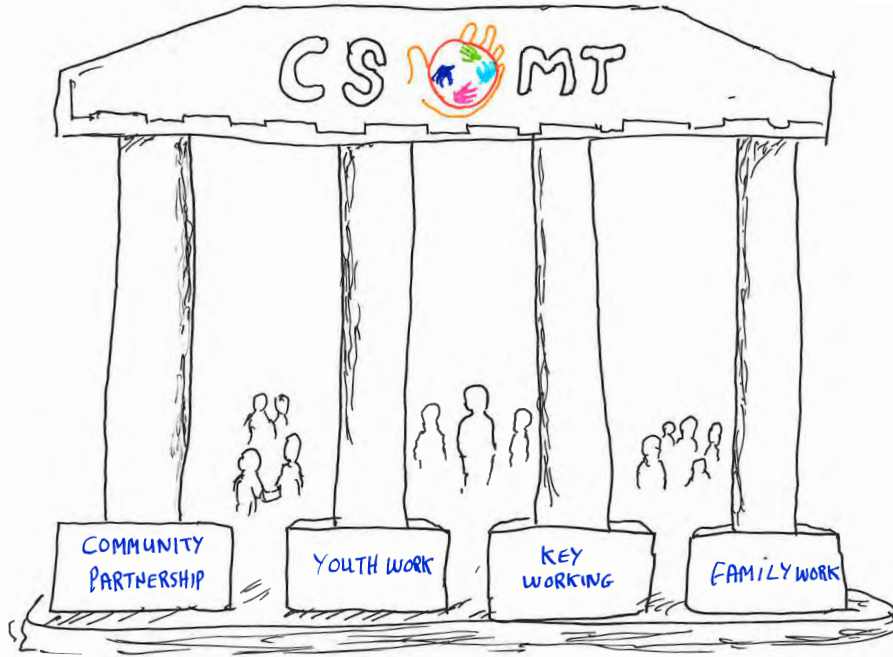 CS MT
COMMUNITY
PARTNERSHIP
YOUTH WORK
KEY
WORKING
FAMILY WORK